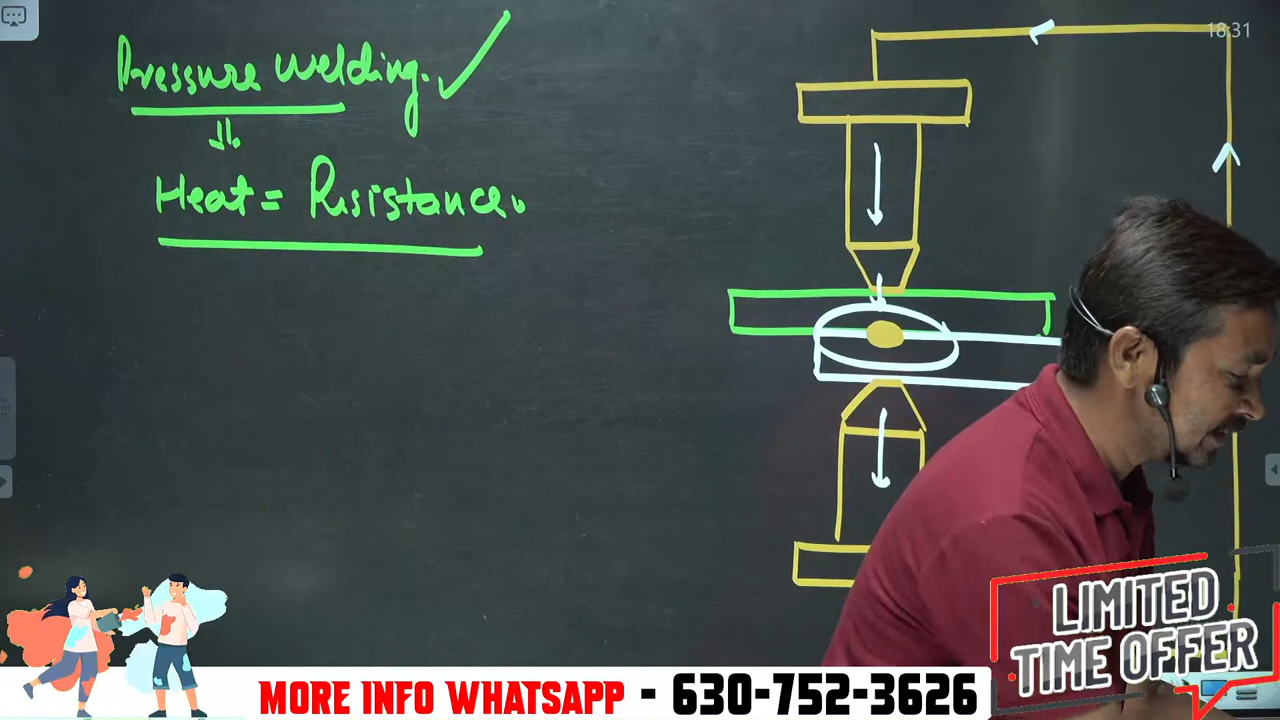 18:31
Pressure welding.
Heat = Resistance.
LIMITED
TIME OFFER
MORE INFO WHATSAPP - 630-752-3626